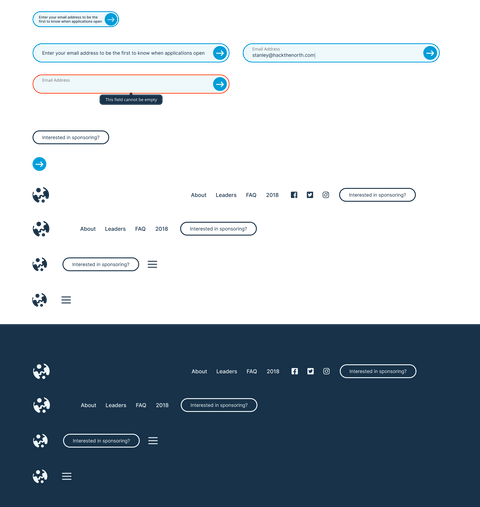 Enter your email address to be the
first to know when applications open
Enter your email address to be the first to know when applications open
Email Address
stanley@hackthenorth.com
Email Address
This field cannot be empty
Interested in sponsoring?
About Leaders FAQ 2018 Interested in sponsoring?
About Leaders FAQ 2018 Interested in sponsoring?
Interested in sponsoring?
About Leaders FAQ 2018 Interested in sponsoring?
About Leaders FAQ 2018 Interested in sponsoring?
Interested in sponsoring?